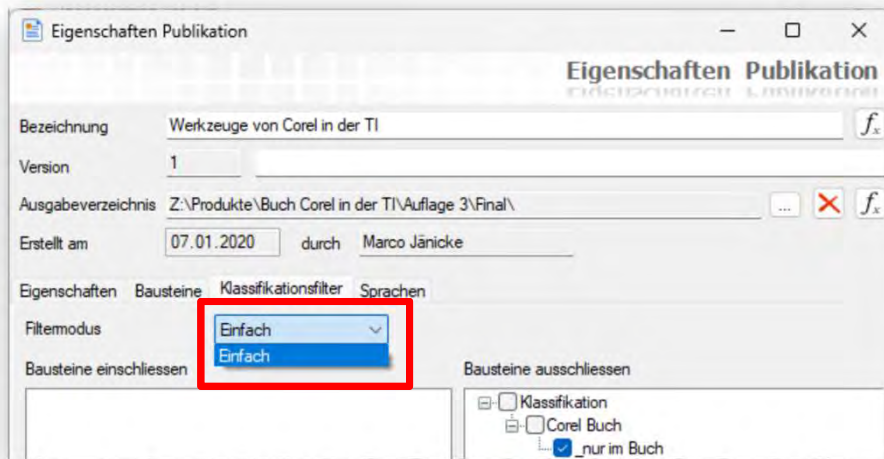 Eigenschaften Publikation
Eigenschaften Publikation
Bezeichnung Werkzeuge von Corel in der TI fx
Version 1
Ausgabeverzeichnis Z:\Produkte\Buch Corel in der TI\Auflage 3\Final\ ... fx
Erstellt am 07.01.2020 durch Marco Jänicke
Eigenschaften Bausteine Klassifikationsfilter Sprachen
Filtermodus Einfach
Einfach
Bausteine einschliessen Bausteine ausschliessen
Klassifikation
Corel Buch
_nur im Buch